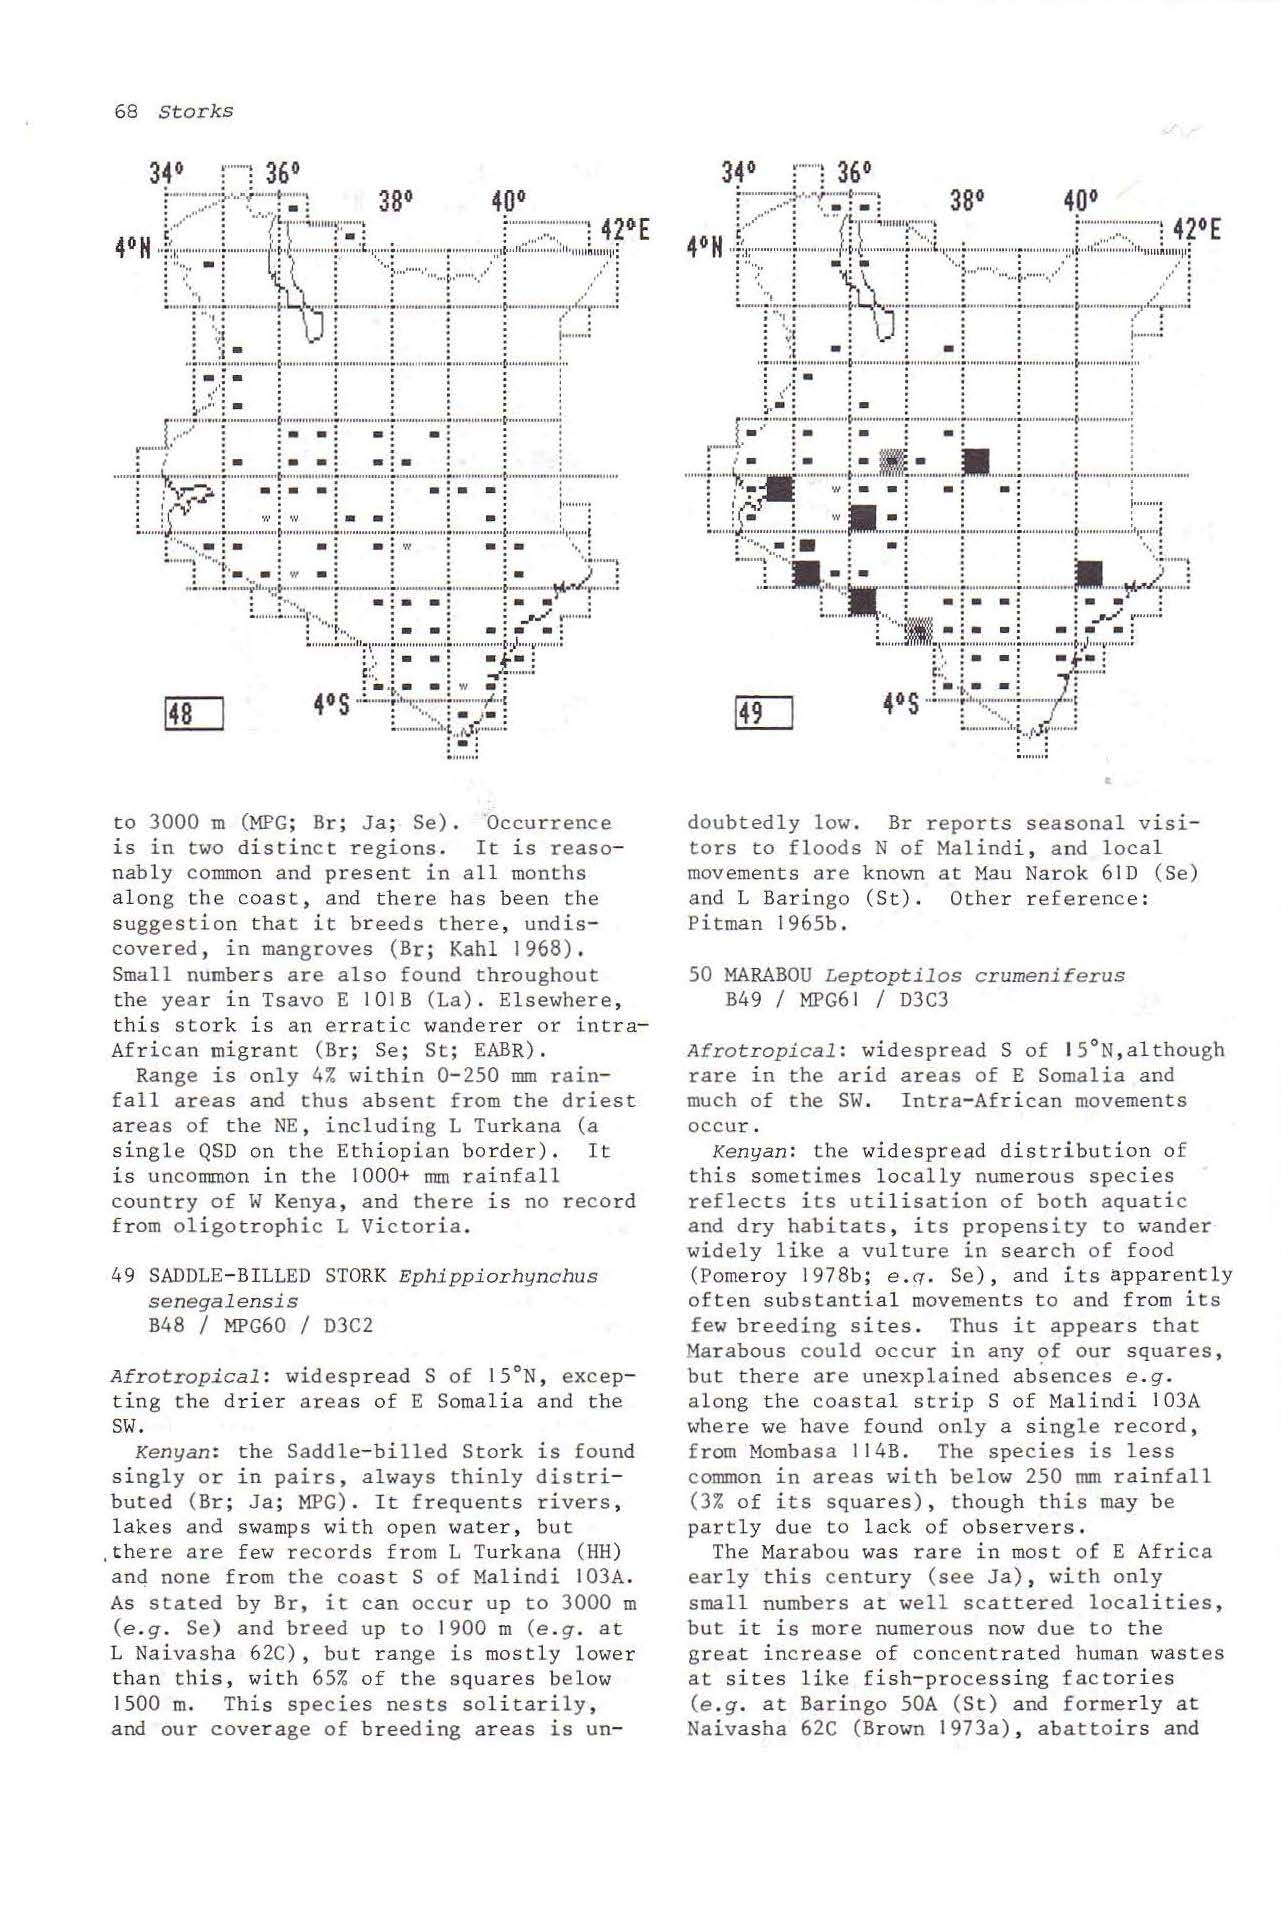 68 Storks
34° 36°
38° 40°
42°E
4°N
4°S
48
34° 36°
38° 40°
42°E
4°N
4°S
49
to 3000 m (MPG; Br; Ja; Se). Occurrence
is in two distinct regions. It is reaso-
nably common and present in all months
along the coast, and there has been the
suggestion that it breeds there, undis-
covered, in mangroves (Br; Kahl 1968).
Small numbers are also found throughout
the year in Tsavo E 101B (La). Elsewhere,
this stork is an erratic wanderer or intra-
African migrant (Br; Se; St; EABR).
Range is only 4% within 0-250 mm rain-
fall areas and thus absent from the driest
areas of the NE, including L Turkana (a
single QSD on the Ethiopian border). It
is uncommon in the 1000+ mm rainfall
country of W Kenya, and there is no record
from oligotrophic L Victoria.
49 SADDLE-BILLED STORK Ephippiorhynchus
senegalensis
B48 / MPG60 / D3C2
Afrotropical: widespread S of 15°N, excep-
ting the drier areas of E Somalia and the
SW.
Kenyan: the Saddle-billed Stork is found
singly or in pairs, always thinly distri-
buted (Br; Ja; MPG). It frequents rivers,
lakes and swamps with open water, but
there are few records from L Turkana (HH)
and none from the coast S of Malindi 103A.
As stated by Br, it can occur up to 3000 m
(e.g. Se) and breed up to 1900 m (e.g. at
L Naivasha 62C), but range is mostly lower
than this, with 65% of the squares below
1500 m. This species nests solitarily,
and our coverage of breeding areas is un-
doubtedly low. Br reports seasonal visi-
tors to floods N of Malindi, and local
movements are known at Mau Narok 61D (Se)
and L Baringo (St). Other reference:
Pitman 1965b.
50 MARABOU Leptoptilos crumeniferus
B49 / MPG61 / D3C3
Afrotropical: widespread S of 15°N,although
rare in the arid areas of E Somalia and
much of the SW. Intra-African movements
occur.
Kenyan: the widespread distribution of
this sometimes locally numerous species
reflects its utilisation of both aquatic
and dry habitats, its propensity to wander
widely like a vulture in search of food
(Pomeroy 1978b; e.g. Se), and its apparently
often substantial movements to and from its
few breeding sites. Thus it appears that
Marabous could occur in any of our squares,
but there are unexplained absences e.g.
along the coastal strip S of Malindi 103A
where we have found only a single record,
from Mombasa 114B. The species is less
common in areas with below 250 mm rainfall
(3% of its squares), though this may be
partly due to lack of observers.
The Marabou was rare in most of E Africa
early this century (see Ja), with only
small numbers at well scattered localities,
but it is more numerous now due to the
great increase of concentrated human wastes
at sites like fish-processing factories
(e.g. at Baringo 50A (St) and formerly at
Naivasha 62C (Brown 1973a), abattoirs and